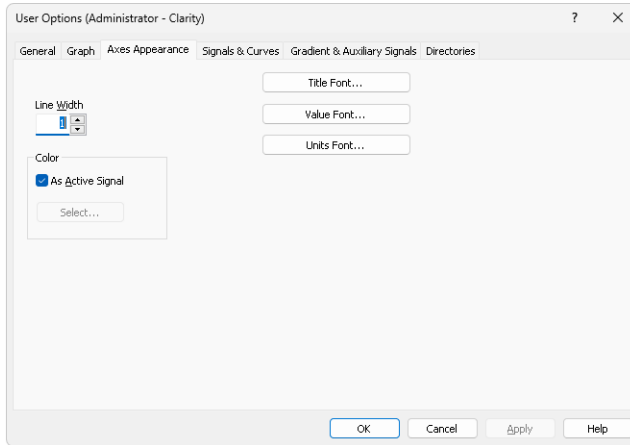 User Options (Administrator - Clarity)
?
General Graph Axes Appearance Signals & Curves Gradient & Auxiliary Signals Directories
Title Font...
Line Width
Value Font...
1
Units Font...
Color
As Active Signal
Select...
OK Cancel Apply Help